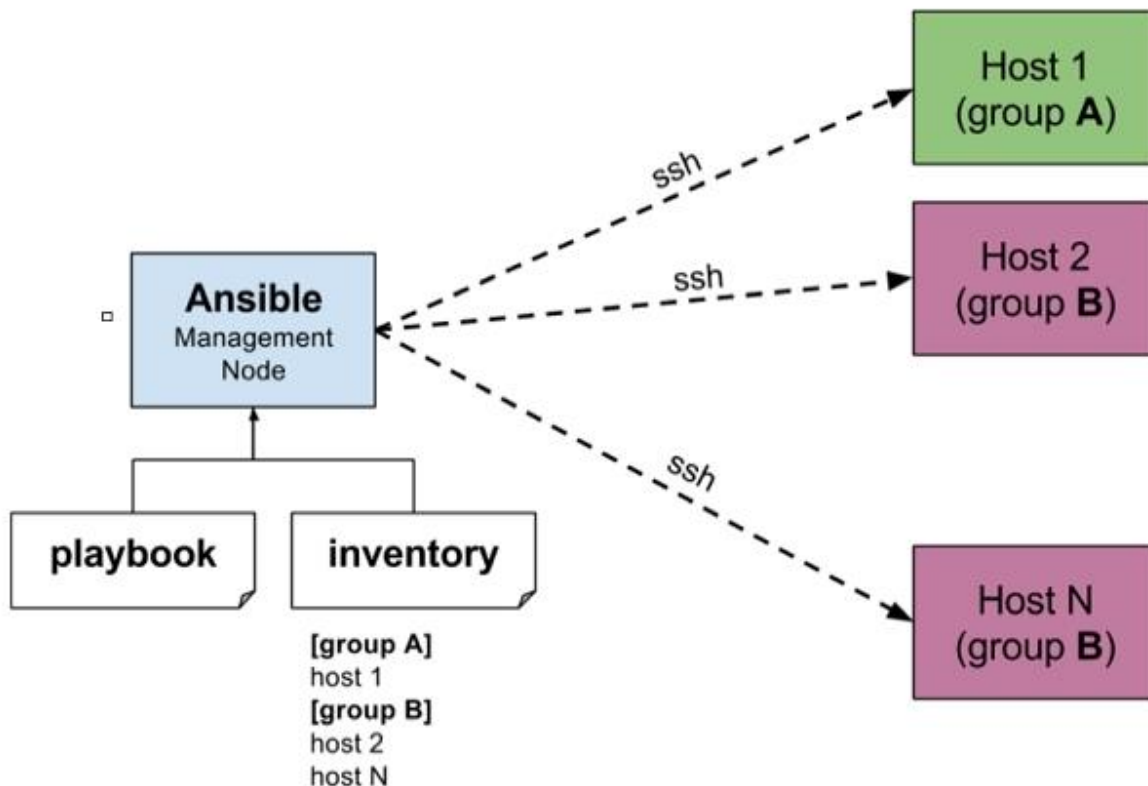 Host 1
(group A)
ssh
Host 2
(group B)
ssh
Ansible
Management
Node
ssh
playbook
inventory
Host N
(group B)
[group A]
host 1
[group B]
host 2
host N